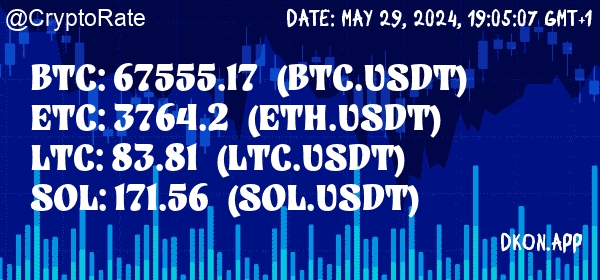 @CryptoRate
DATE: MAY 29, 2024, 19:05:07 GMT+1
BTC: 67555.17 (BTC.USDT)
ETC: 3764.2 (ETH.USDT)
LTC: 83.81 (LTC.USDT)
SOL: 171.56 (SOL.USDT)
DKON.APP